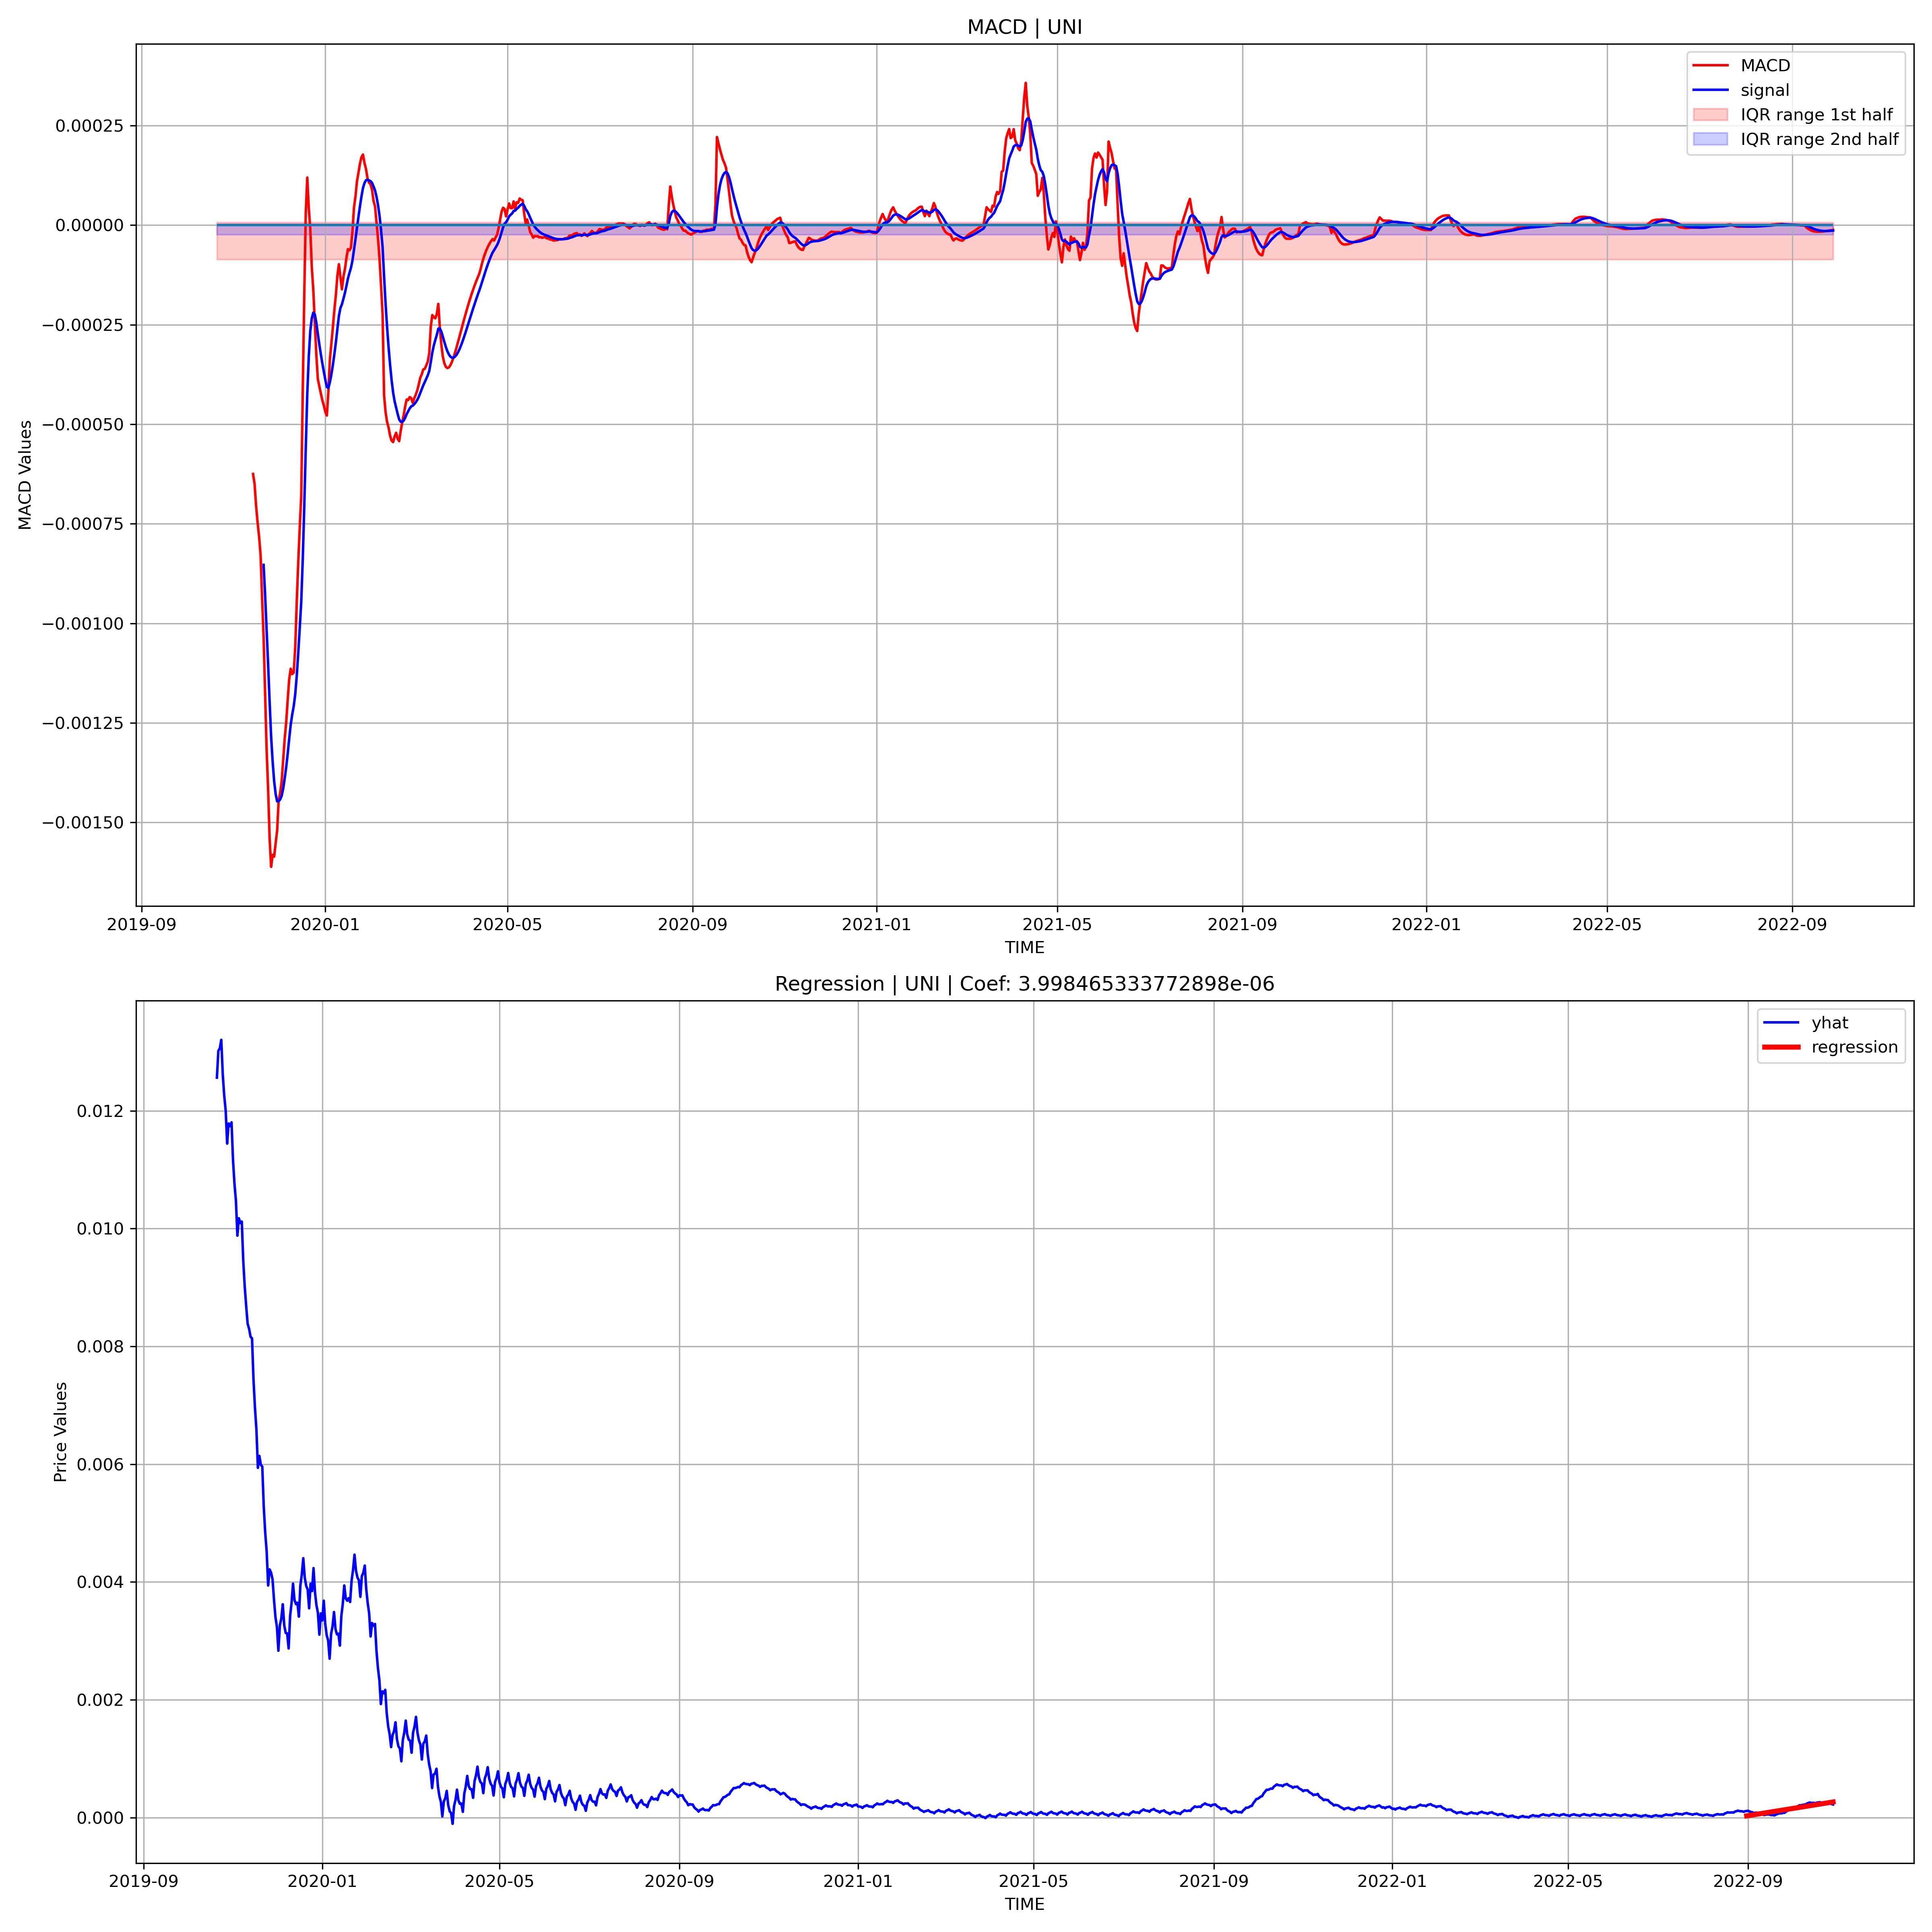 MACD | UNI
MACD
signal
IQR range 1st half
IQR range 2nd half
0.00025
0.00000
−0.00025
−0.00050
−0.00075
−0.00100
−0.00125
−0.00150
MACD Values
2019-09 2020-01 2020-05 2020-09 2021-01 2021-05 2021-09 2022-01 2022-05 2022-09
TIME
Regression | UNI | Coef: 3.998465333772898e-06
yhat
regression
0.012
0.010
0.008
0.006
0.004
0.002
0.000
Price Values
2019-09 2020-01 2020-05 2020-09 2021-01 2021-05 2021-09 2022-01 2022-05 2022-09
TIME